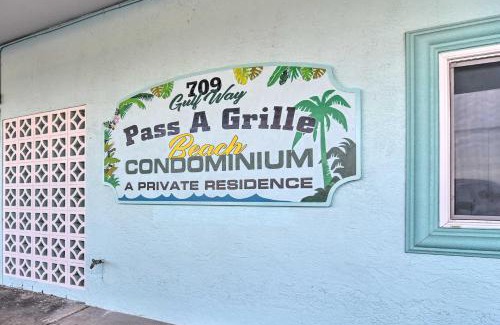 709
Gulf Way
Pass A Grille
Beach
CONDOMINIUM
A PRIVATE RESIDENCE